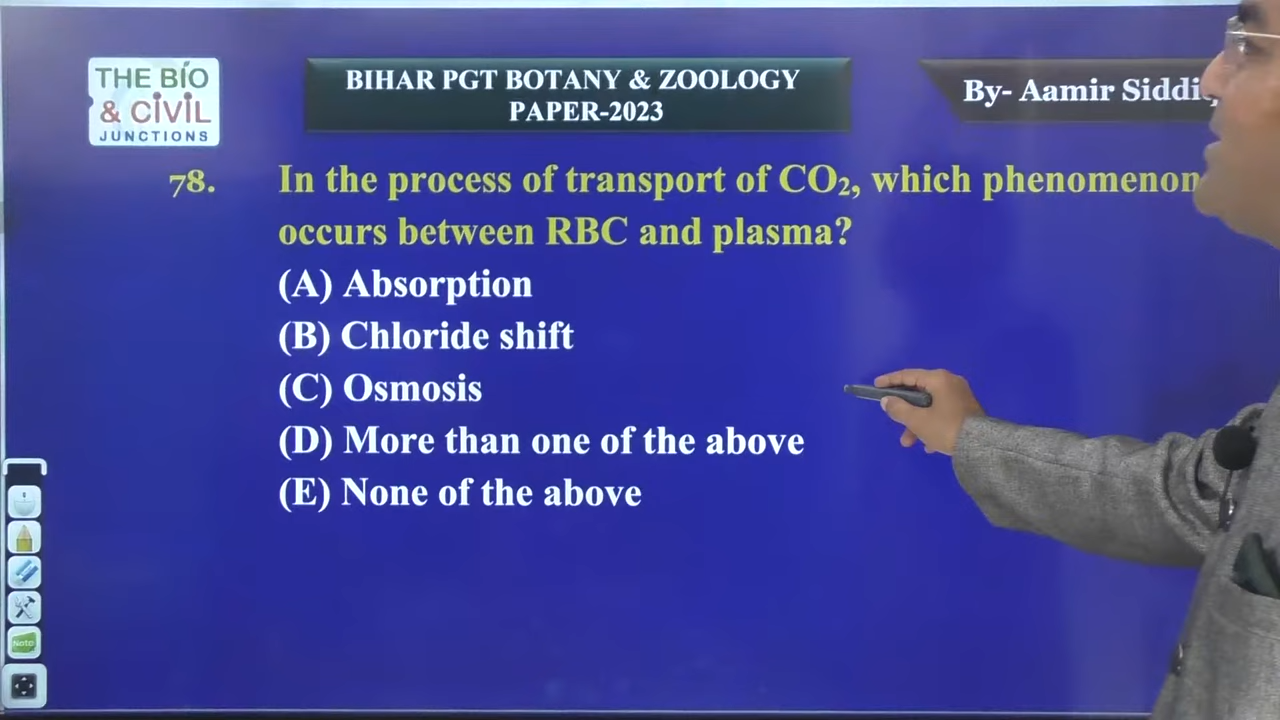 THE BIO
& CIVIL
JUNCTIONS
BIHAR PGT BOTANY & ZOOLOGY
PAPER-2023
By- Aamir
78. In the process of transport of CO₂, which phenomenon
occurs between RBC and plasma?
(A) Absorption
(B) Chloride shift
(C) Osmosis
(D) More than one of the above
(E) None of the above
Note